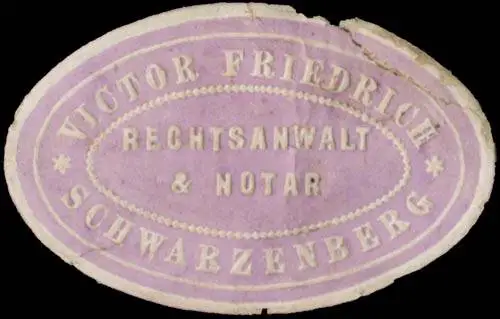 VICTOR FRIEDRICH
RECHTSANWALT
& NOTAR
* SCHWARZENBERG *